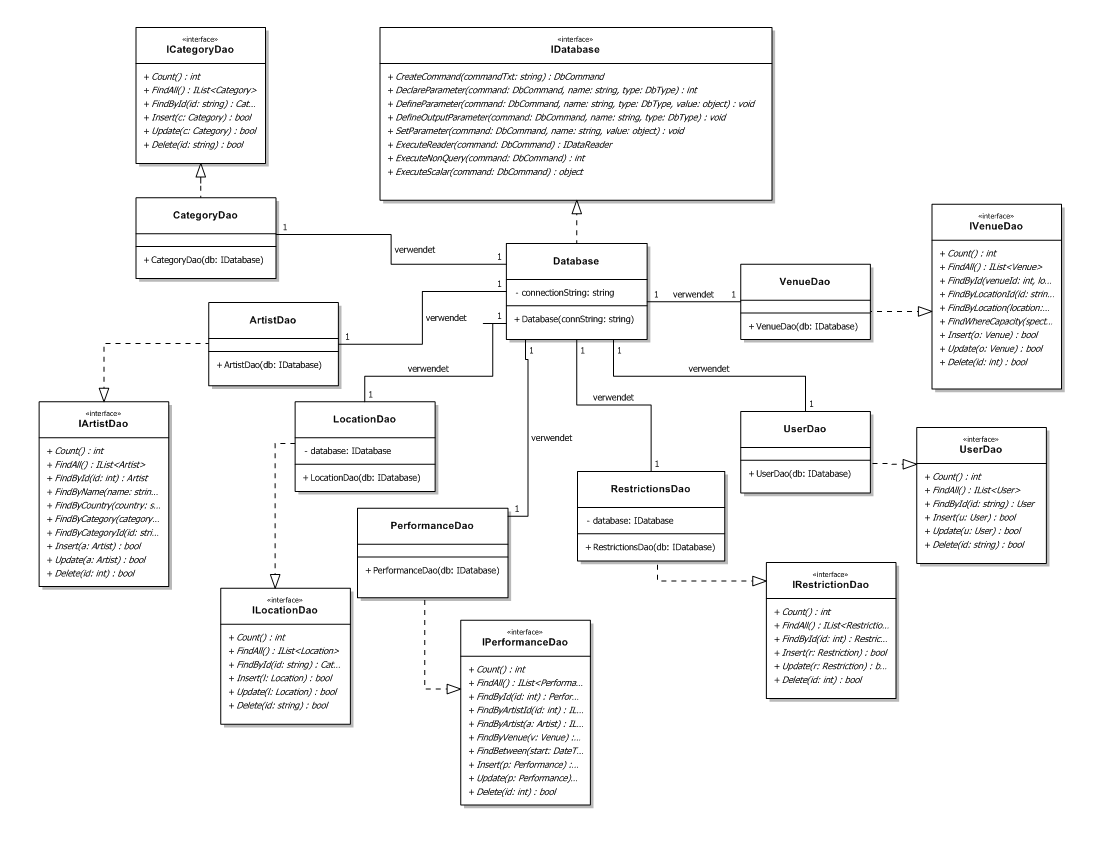 «interface»
ICategoryDao
+ Count() : int
+ FindAll() : IList<Category>
+ FindById(id: string) : Cat...
+ Insert(c: Category) : bool
+ Update(c: Category) : bool
+ Delete(id: string) : bool
«interface»
IDatabase
+ CreateCommand(commandTxt: string) : DbCommand
+ DeclareParameter(command: DbCommand, name: string, type: DbType) : int
+ DefineParameter(command: DbCommand, name: string, type: DbType, value: object) : void
+ DefineOutputParameter(command: DbCommand, name: string, type: DbType) : void
+ SetParameter(command: DbCommand, name: string, value: object) : void
+ ExecuteReader(command: DbCommand) : IDataReader
+ ExecuteNonQuery(command: DbCommand) : int
+ ExecuteScalar(command: DbCommand) : object
CategoryDao
+ CategoryDao(db: IDatabase)
1
verwendet
1
Database
- connectionString: string
+ Database(connString: string)
«interface»
IVenueDao
+ Count() : int
+ FindAll() : IList<Venue>
+ FindById(venueId: int, lo...
+ FindByLocationId(id: strin...
+ FindByLocation(location:...
+ FindWhereCapacity(spect...
+ Insert(o: Venue) : bool
+ Update(o: Venue) : bool
+ Delete(id: int) : bool
VenueDao
+ VenueDao(db: IDatabase)
1
verwendet
1
ArtistDao
+ ArtistDao(db: IDatabase)
1
verwendet
1
«interface»
IArtistDao
+ Count() : int
+ FindAll() : IList<Artist>
+ FindById(id: int) : Artist
+ FindByName(name: strin...
+ FindByCountry(country: s...
+ FindByCategory(category...
+ FindByCategoryId(id: stri...
+ Insert(a: Artist) : bool
+ Update(a: Artist) : bool
+ Delete(id: int) : bool
1
verwendet
1
LocationDao
- database: IDatabase
+ LocationDao(db: IDatabase)
1
verwendet
1
PerformanceDao
+ PerformanceDao(db: IDatabase)
1
verwendet
1
RestrictionsDao
- database: IDatabase
+ RestrictionsDao(db: IDatabase)
1
verwendet
1
UserDao
+ UserDao(db: IDatabase)
«interface»
UserDao
+ Count() : int
+ FindAll() : IList<User>
+ FindById(id: string) : User
+ Insert(u: User) : bool
+ Update(u: User) : bool
+ Delete(id: string) : bool
«interface»
IRestrictionDao
+ Count() : int
+ FindAll() : IList<Restrictio...
+ FindById(id: int) : Restric...
+ Insert(r: Restriction) : bool
+ Update(r: Restriction) : b...
+ Delete(id: int) : bool
«interface»
ILocationDao
+ Count() : int
+ FindAll() : IList<Location>
+ FindById(id: string) : Cat...
+ Insert(l: Location) : bool
+ Update(l: Location) : bool
+ Delete(id: string) : bool
«interface»
IPerformanceDao
+ Count() : int
+ FindAll() : IList<Performa...
+ FindById(id: int) : Perfor...
+ FindByArtistId(id: int) : IL...
+ FindByArtist(a: Artist) : IL...
+ FindByVenue(v: Venue) :...
+ FindBetween(start: DateT...
+ Insert(p: Performance) :...
+ Update(p: Performance)...
+ Delete(id: int) : bool